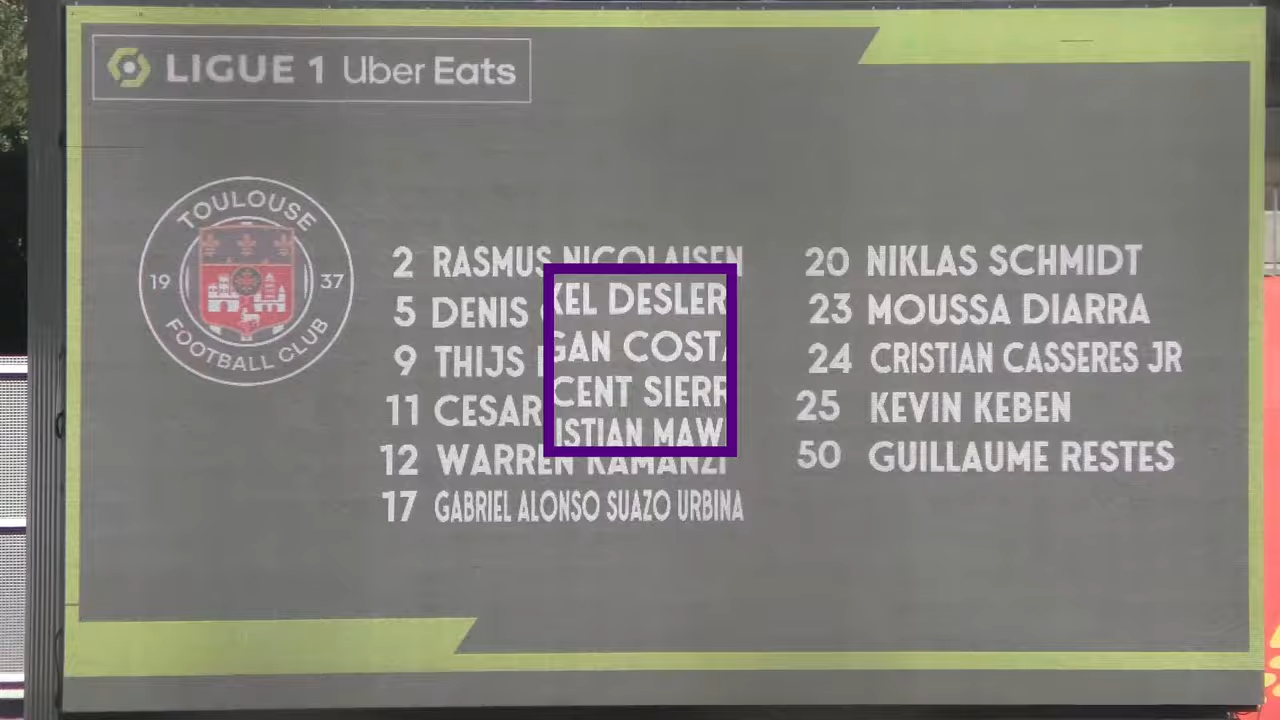 LIGUE 1 Uber Eats
TOULOUSE
19 37
FOOTBALL CLUB
2 RASMUS NICOLAISEN
5 DENIS
9 THIJS
11 CESAR
12 WARREN KAMANZI
17 GABRIEL ALONSO SUAZO URBINA
KEL DESLER
GAN COSTA
CENT SIERR
ISTIAN MAW
20 NIKLAS SCHMIDT
23 MOUSSA DIARRA
24 CRISTIAN CASSERES JR
25 KEVIN KEBEN
50 GUILLAUME RESTES